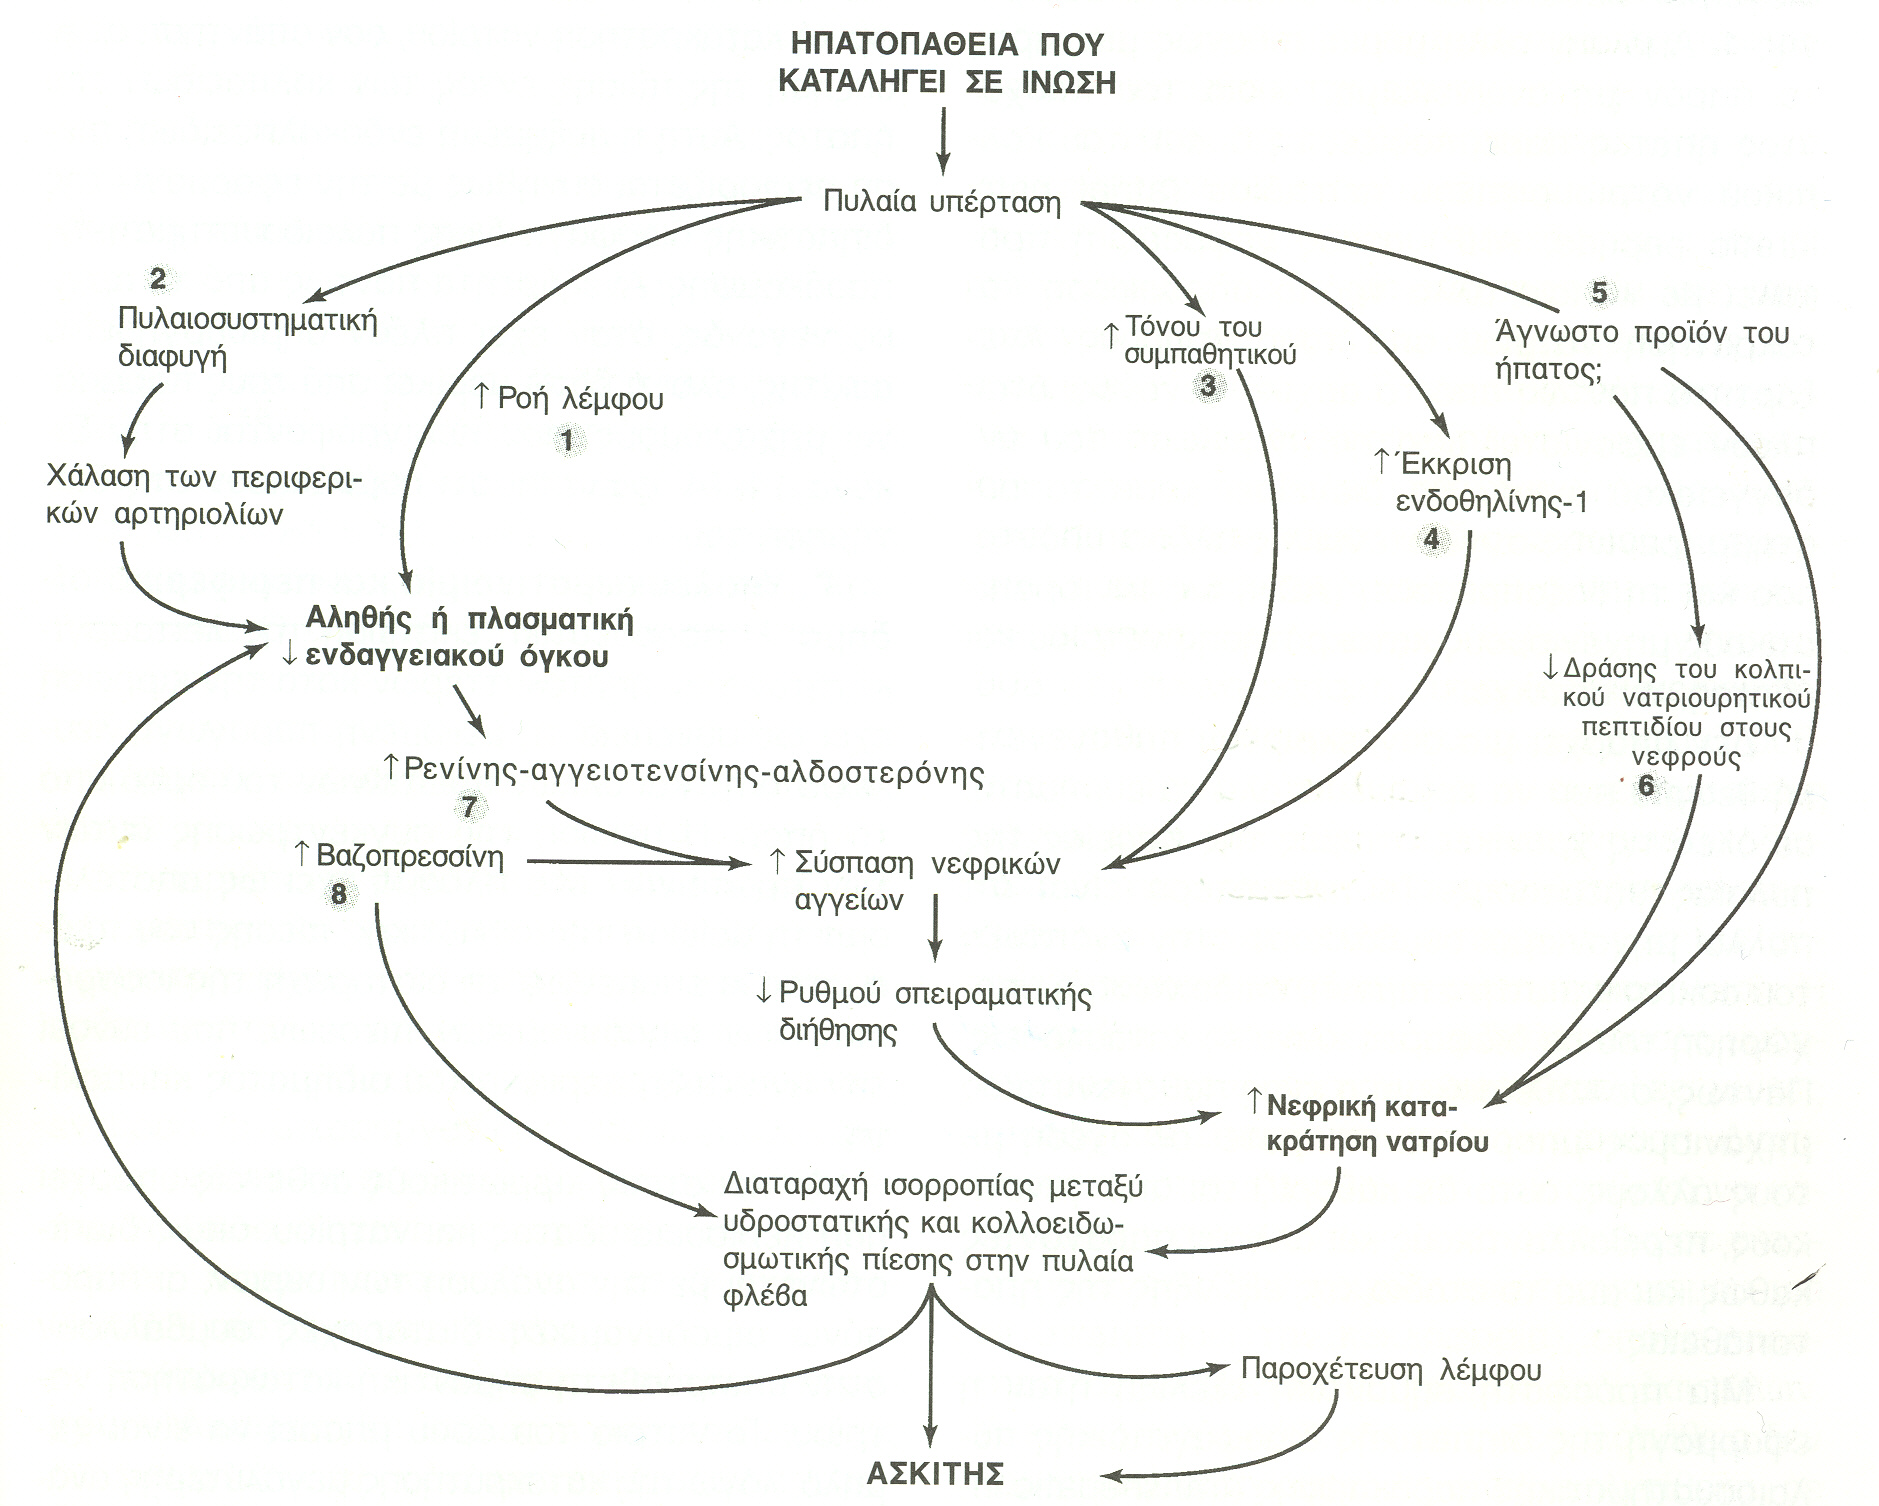 ΗΠΑΤΟΠΑΘΕΙΑ ΠΟΥ
ΚΑΤΑΛΗΓΕΙ ΣΕ ΙΝΩΣΗ
Πυλαία υπέρταση
2
Πυλαιοσυστηματική
διαφυγή
↑ Ροή λέμφου
1
↑ Τόνου του
συμπαθητικού
3
5
Άγνωστο προϊόν του
ήπατος;
Χάλαση των περιφερι-
κών αρτηριολίων
↑ Έκκριση
ενδοθηλίνης-1
4
Αληθής ή πλασματική
↓ ενδαγγειακού όγκου
↓ Δράσης του κολπι-
κού νατριουρητικού
πεπτιδίου στους
νεφρούς
6
↑ Ρενίνης-αγγειοτενσίνης-αλδοστερόνης
7
↑ Βαζοπρεσσίνη
8
↑ Σύσπαση νεφρικών
αγγείων
↓ Ρυθμού σπειραματικής
διήθησης
↑ Νεφρική κατα-
κράτηση νατρίου
Διαταραχή ισορροπίας μεταξύ
υδροστατικής και κολλοειδω-
σμωτικής πίεσης στην πυλαία
φλέβα
Παροχέτευση λέμφου
ΑΣΚΙΤΗΣ